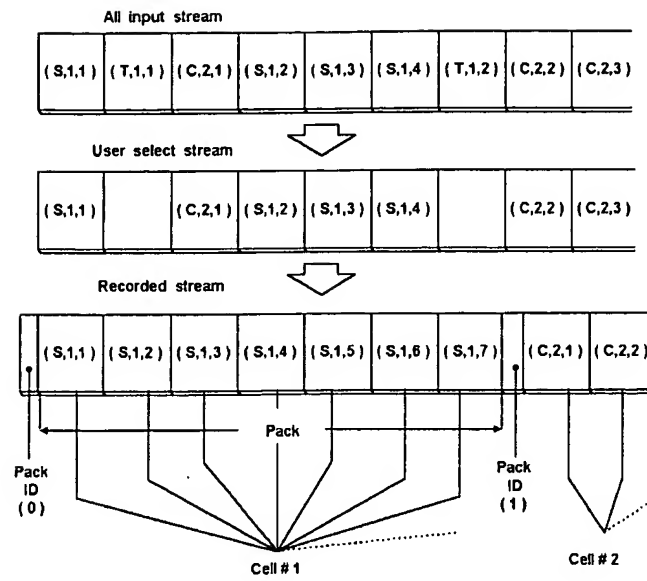 All input stream
(S,1,1) (T,1,1) (C,2,1) (S,1,2) (S,1,3) (S,1,4) (T,1,2) (C,2,2) (C,2,3)
User select stream
(S,1,1) (C,2,1) (S,1,2) (S,1,3) (S,1,4) (C,2,2) (C,2,3)
Recorded stream
(S,1,1) (S,1,2) (S,1,3) (S,1,4) (S,1,5) (S,1,6) (S,1,7) (C,2,1) (C,2,2)
Pack
Pack
ID
(0)
Pack
ID
(1)
Cell # 1
Cell # 2